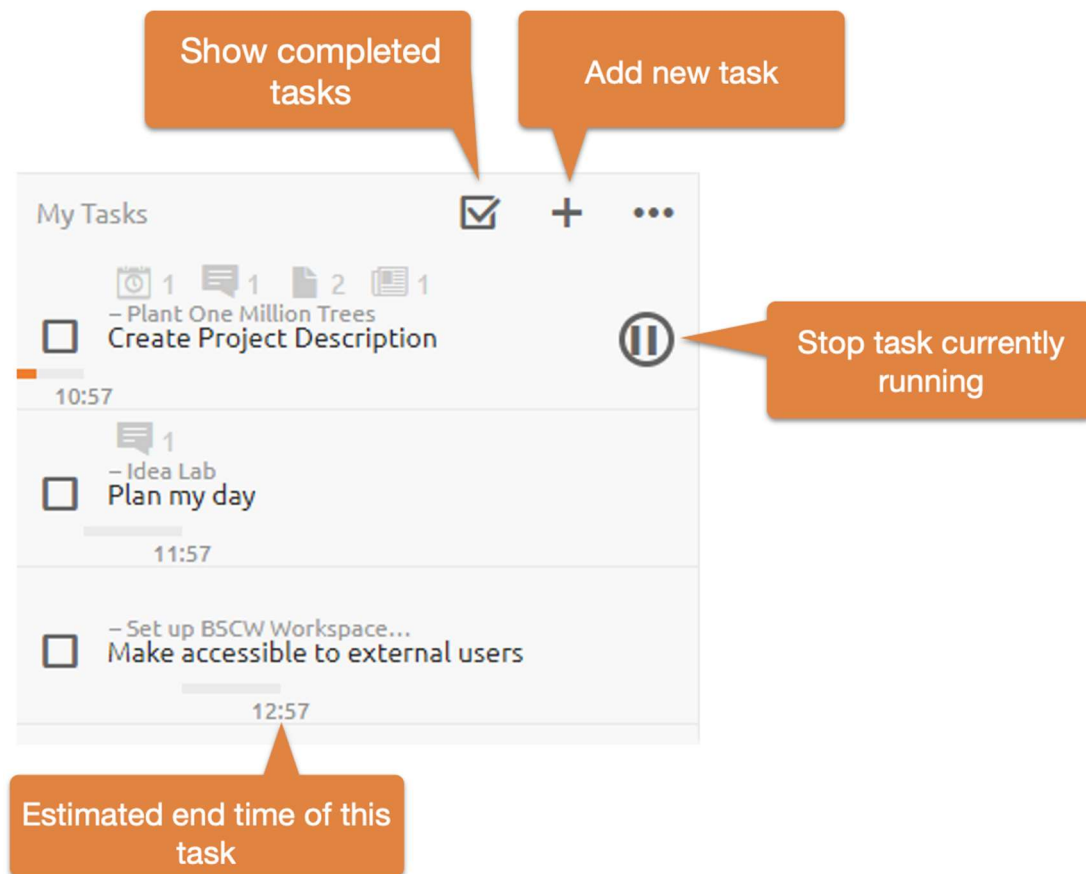 Show completed
tasks
Add new task
My Tasks
1 1 2 1
– Plant One Million Trees
Create Project Description
Stop task currently
running
10:57
1
– Idea Lab
Plan my day
11:57
– Set up BSCW Workspace...
Make accessible to external users
12:57
Estimated end time of this
task